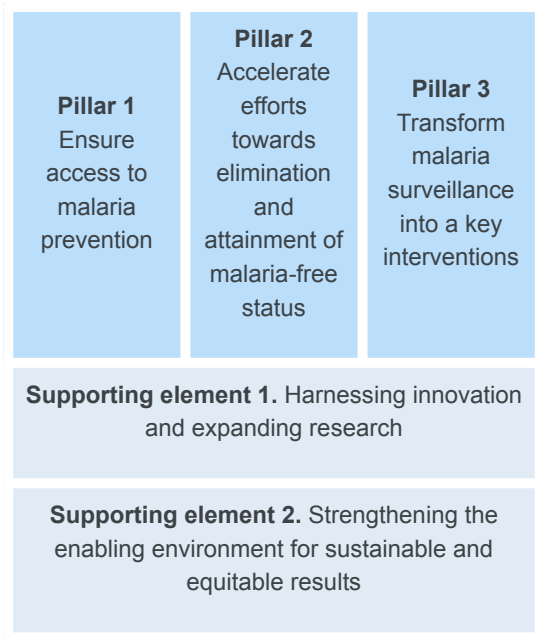 Pillar 1
Ensure
access to
malaria
prevention
Pillar 2
Accelerate
efforts
towards
elimination
and
attainment of
malaria-free
status
Pillar 3
Transform
malaria
surveillance
into a key
interventions
Supporting element 1. Harnessing innovation
and expanding research
Supporting element 2. Strengthening the
enabling environment for sustainable and
equitable results